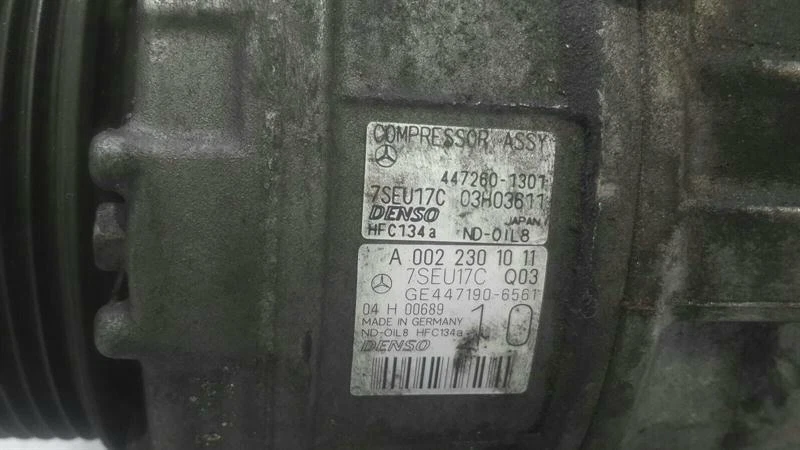 COMPRESSOR ASSY
447260-1301
7SEU17C 03H03611
DENSO JAPAN
HFC134a ND-OIL8
A 002 230 10 11
7SEU17C Q03
GE447190-6561
04 H 00689
MADE IN GERMANY
ND-OIL8 HFC134a
10
DENSO